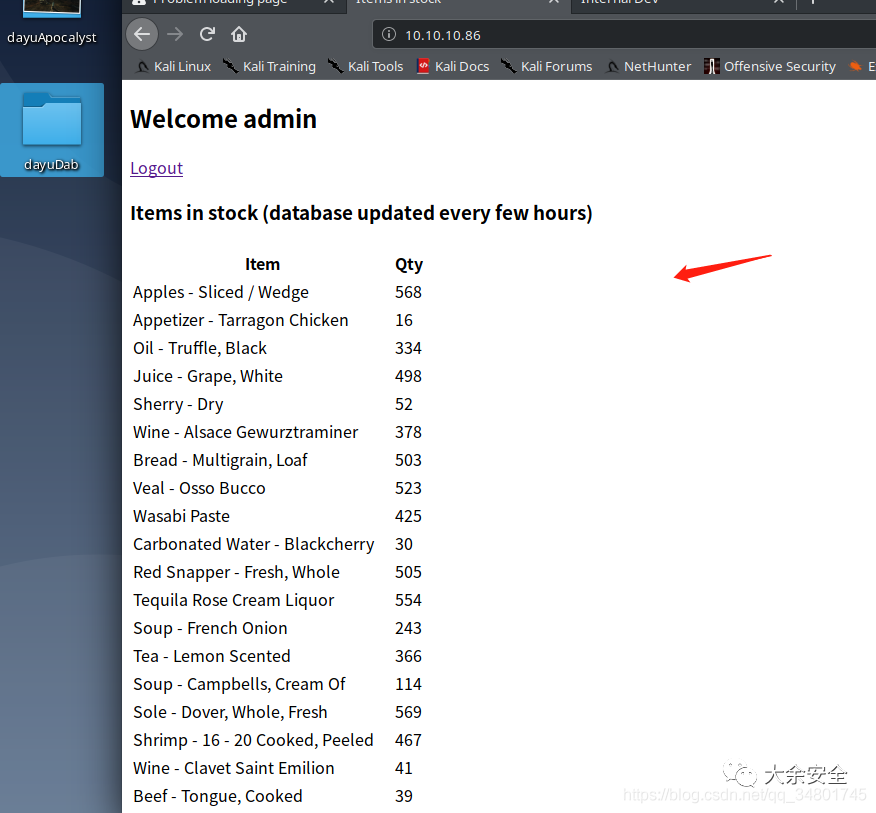 Problem loading page
Items in stock
Internal Dev
dayuApocalyst
10.10.10.86
Kali Linux Kali Training Kali Tools Kali Docs Kali Forums NetHunter Offensive Security E
dayuDab
Welcome admin
Logout
Items in stock (database updated every few hours)
Item Qty
Apples - Sliced / Wedge 568
Appetizer - Tarragon Chicken 16
Oil - Truffle, Black 334
Juice - Grape, White 498
Sherry - Dry 52
Wine - Alsace Gewurztraminer 378
Bread - Multigrain, Loaf 503
Veal - Osso Bucco 523
Wasabi Paste 425
Carbonated Water - Blackcherry 30
Red Snapper - Fresh, Whole 505
Tequila Rose Cream Liquor 554
Soup - French Onion 243
Tea - Lemon Scented 366
Soup - Campbells, Cream Of 114
Sole - Dover, Whole, Fresh 569
Shrimp - 16 - 20 Cooked, Peeled 467
Wine - Clavet Saint Emilion 41
Beef - Tongue, Cooked 39
大余安全
https://blog.csdn.net/qq_34801745